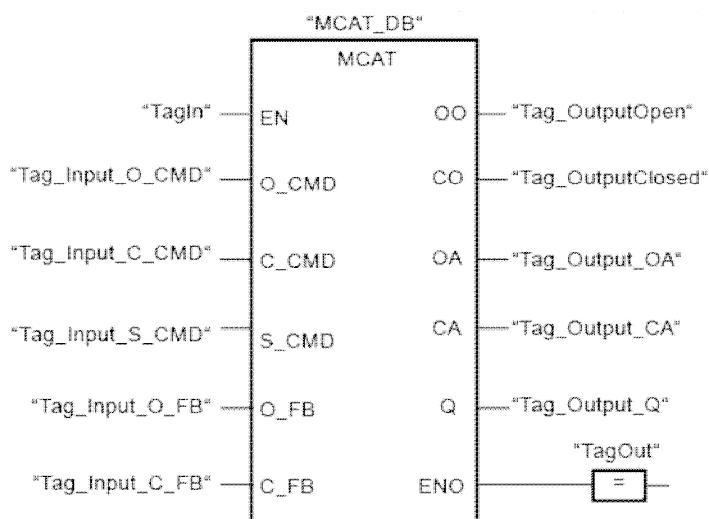 "MCAT_DB"
MCAT
"TagIn" EN OO "Tag_OutputOpen"
"Tag_Input_O_CMD" O_CMD CO "Tag_OutputClosed"
"Tag_Input_C_CMD" C_CMD OA "Tag_Output_OA"
"Tag_Input_S_CMD" S_CMD CA "Tag_Output_CA"
"Tag_Input_O_FB" O_FB Q "Tag_Output_Q"
"TagOut"
"Tag_Input_C_FB" C_FB ENO =